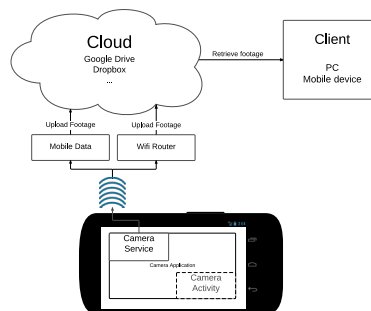 Cloud
Google Drive
Dropbox
...
Retrieve footage
Client
PC
Mobile device
Upload Footage
Upload Footage
Mobile Data
Wifi Router
Camera
Service
Camera Application
Camera
Activity